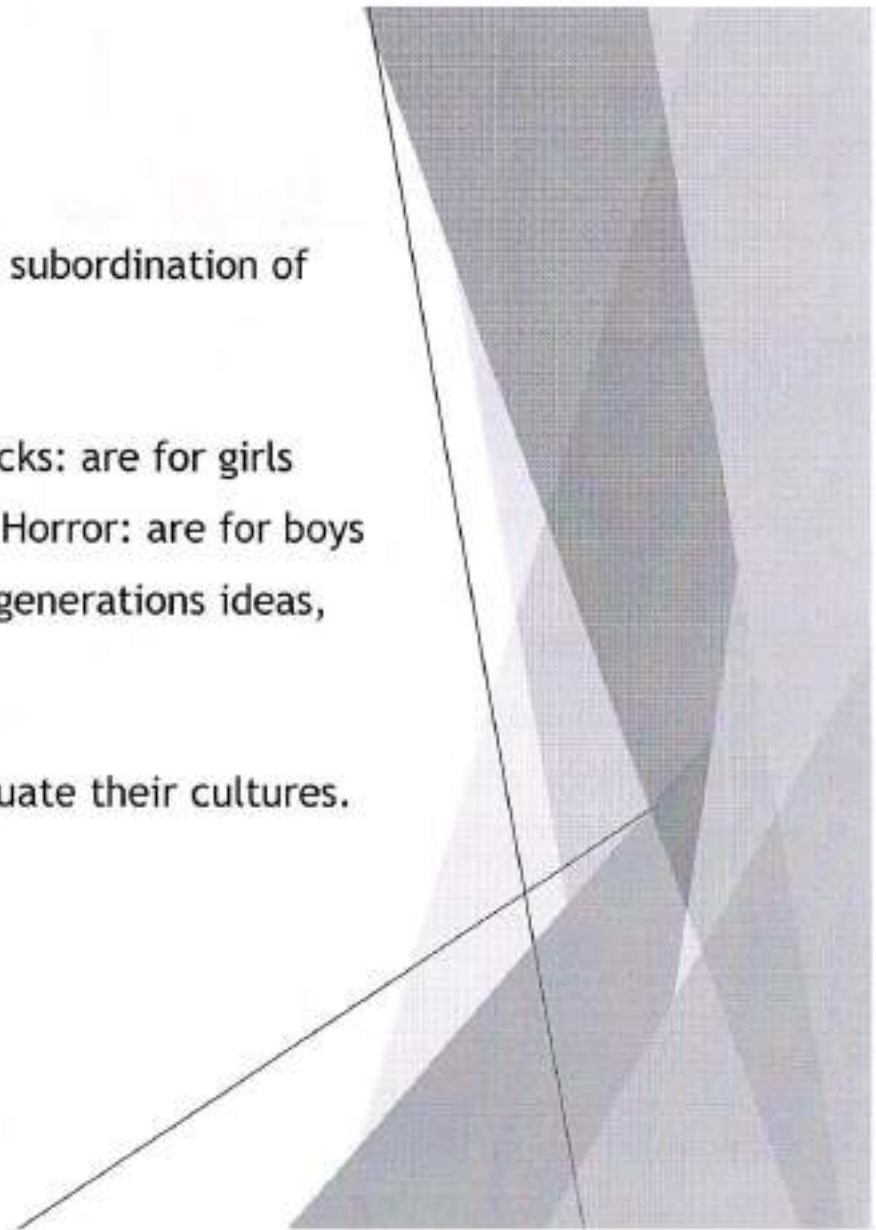 subordination of
cks: are for girls
Horror: are for boys
generations ideas,
uate their cultures.